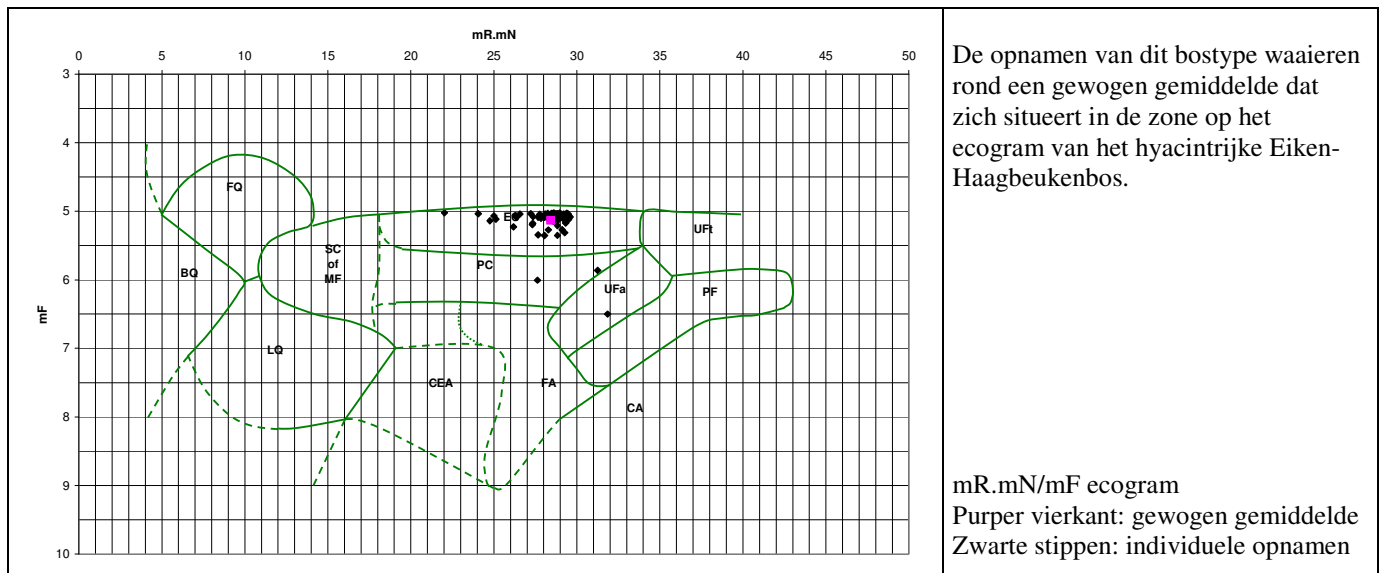 mR.mN
0 5 10 15 20 25 30 35 40 45 50
3
4
5
6
7
8
9
10
mF
FQ
BQ
SC
of
MF
LQ
PC
CEA
FA
CA
UFa
UFt
PF
De opnamen van dit bostype waaieren
rond een gewogen gemiddelde dat
zich situeert in de zone op het
ecogram van het hyacintrijke Eiken-
Haagbeukenbos.
mR.mN/mF ecogram
Purper vierkant: gewogen gemiddelde
Zwarte stippen: individuele opnamen